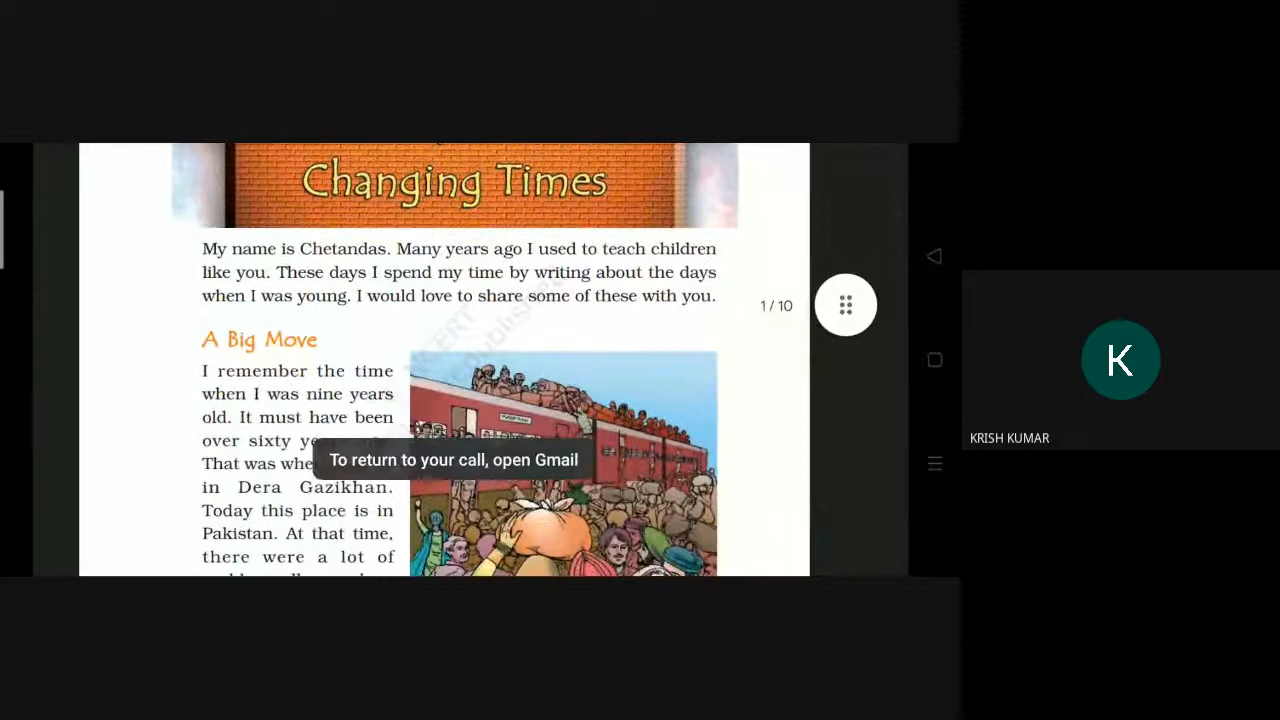 Changing Times
My name is Chetandas. Many years ago I used to teach children
like you. These days I spend my time by writing about the days
when I was young. I would love to share some of these with you.
1 / 10
A Big Move
I remember the time
when I was nine years
old. It must have been
over sixty
That was
in Dera Gazikhan.
Today this place is in
Pakistan. At that time,
there were a lot of
To return to your call, open Gmail
K
KRISH KUMAR